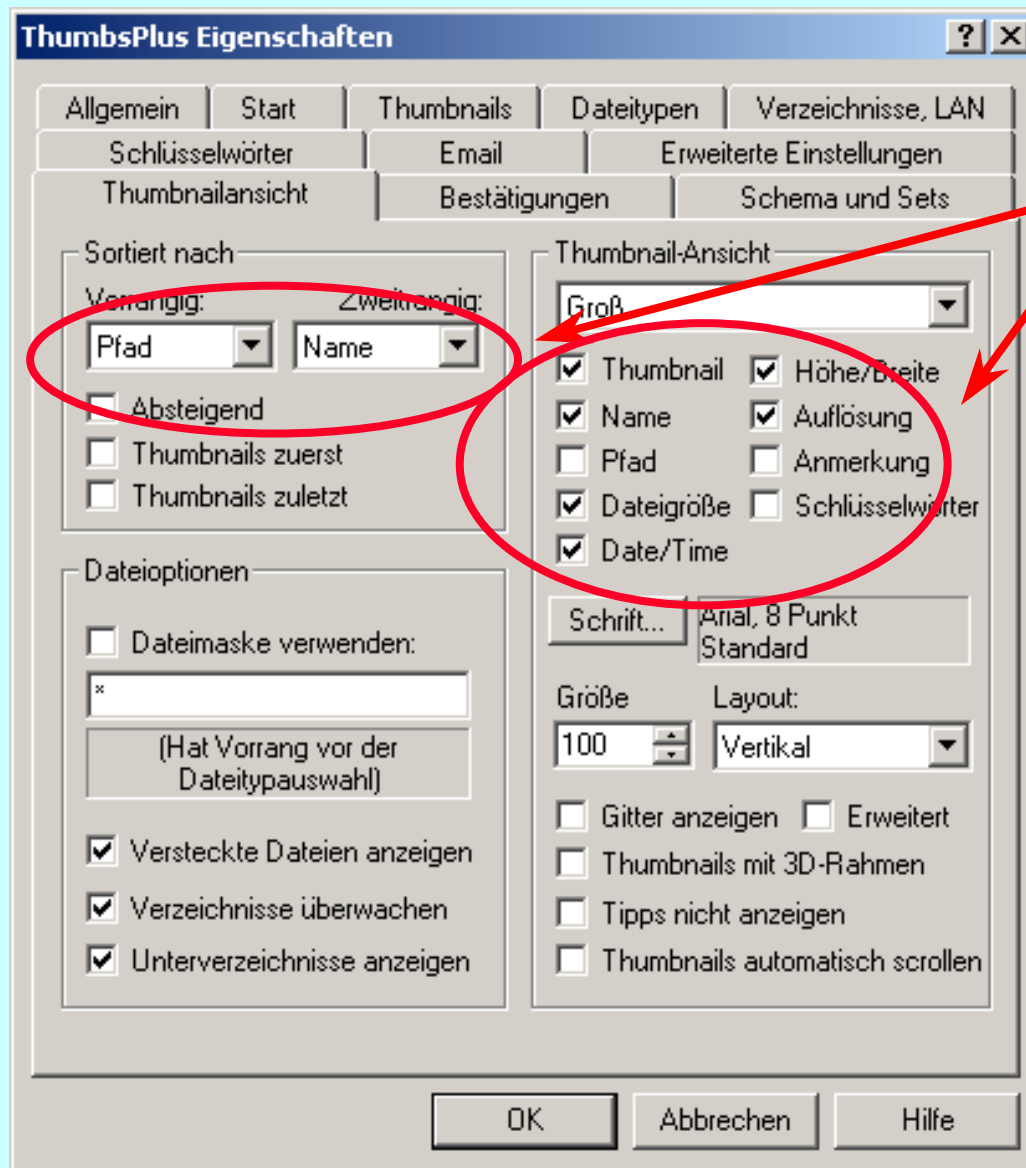 ThumbsPlus Eigenschaften
Allgemein Start Thumbnails Dateitypen Verzeichnisse, LAN
Schlüsselwörter Email Erweiterte Einstellungen
Thumbnailansicht Bestätigungen Schema und Sets
Sortiert nach
Vorrangig: Zweitrangig:
Pfad Name
Absteigend
Thumbnails zuerst
Thumbnails zuletzt
Dateioptionen
Dateimaske verwenden:
*
(Hat Vorrang vor der
Dateitypauswahl)
Versteckte Dateien anzeigen
Verzeichnisse überwachen
Unterverzeichnisse anzeigen
Thumbnail-Ansicht
Groß
Thumbnail Höhe/Breite
Name Auflösung
Pfad Anmerkung
Dateigröße Schlüsselwörter
Date/Time
Schrift... Arial, 8 Punkt
Standard
Größe Layout:
100 Vertikal
Gitter anzeigen Erweitert
Thumbnails mit 3D-Rahmen
Tipps nicht anzeigen
Thumbnails automatisch scrollen
OK Abbrechen Hilfe